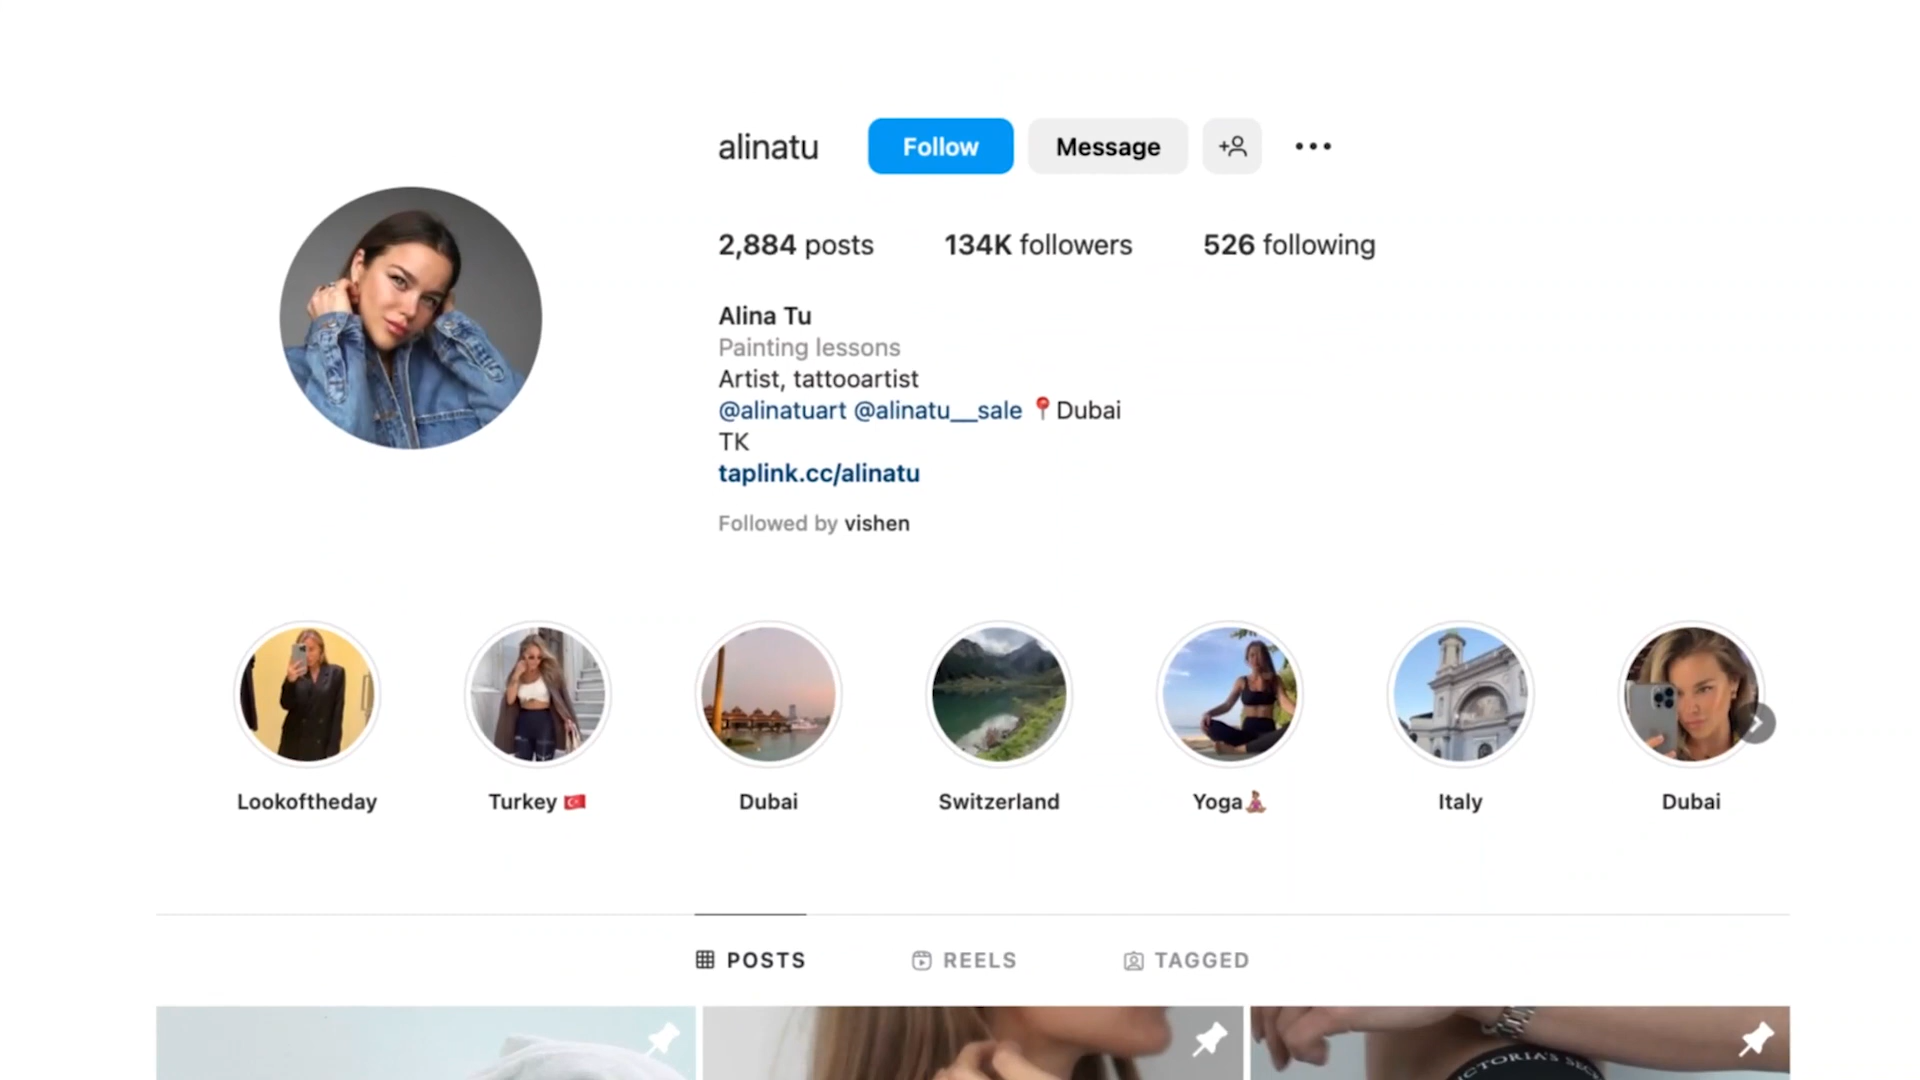 alinatu Follow Message
2,884 posts 134K followers 526 following
Alina Tu
Painting lessons
Artist, tattooartist
@alinatuart @alinatu__sale 📍Dubai
TK
taplink.cc/alinatu
Followed by vishen
Lookoftheday Turkey 🇹🇷 Dubai Switzerland Yoga🧘🏽‍♀️ Italy Dubai
POSTS REELS TAGGED